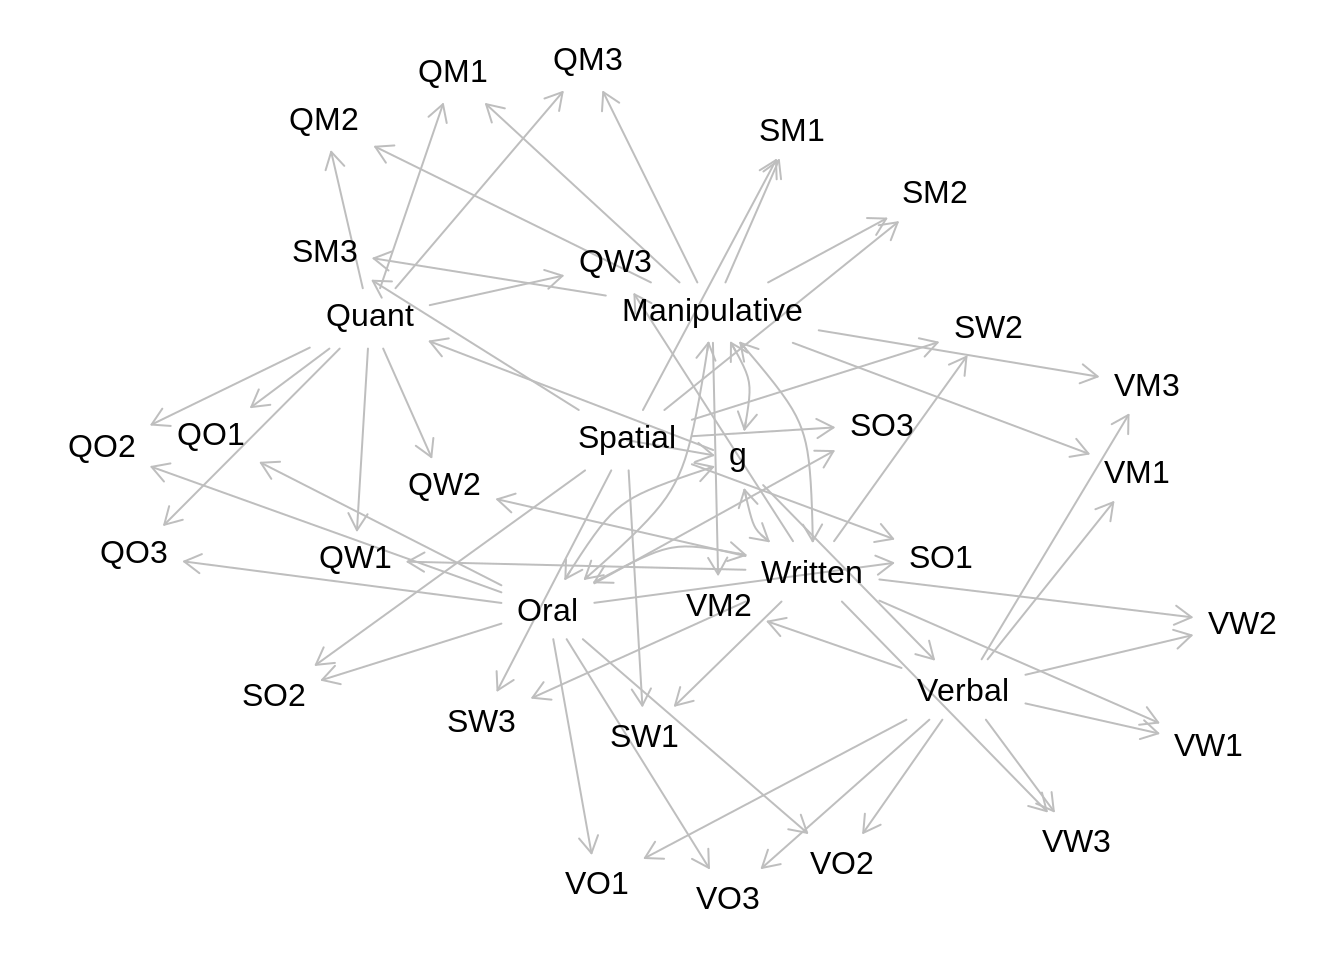 QM3
QM1
QM2
SM1
SM2
SM3
QW3
Manipulative
Quant
SW2
VM3
SO3
Spatial
QO1
QO2
g
VM1
QW2
QO3
QW1
SO1
Written
VM2
Oral
VW2
Verbal
SO2
SW3
SW1
VW1
VW3
VO2
VO1
VO3